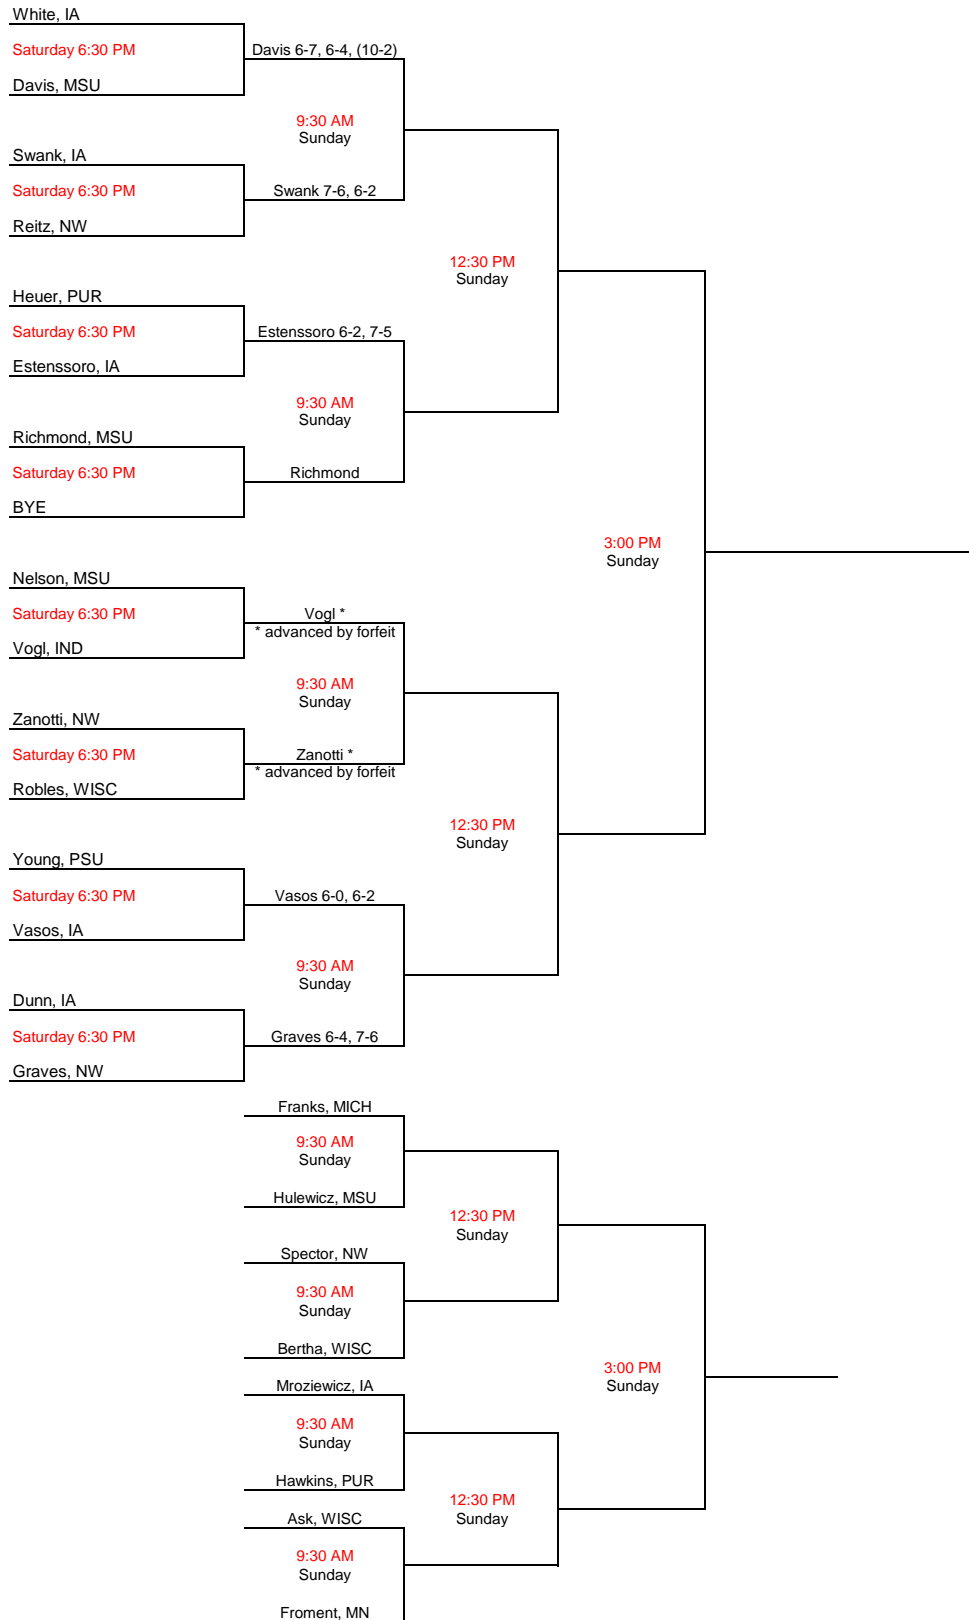 White, IA
Saturday 6:30 PM
Davis 6-7, 6-4, (10-2)
Davis, MSU
9:30 AM
Sunday
Swank, IA
Saturday 6:30 PM
Swank 7-6, 6-2
Reitz, NW
12:30 PM
Sunday
Heuer, PUR
Saturday 6:30 PM
Estenssoro 6-2, 7-5
Estenssoro, IA
9:30 AM
Sunday
Richmond, MSU
Saturday 6:30 PM
Richmond
BYE
3:00 PM
Sunday
Nelson, MSU
Saturday 6:30 PM
Vogl *
* advanced by forfeit
Vogl, IND
9:30 AM
Sunday
Zanotti, NW
Saturday 6:30 PM
Zanotti *
* advanced by forfeit
Robles, WISC
12:30 PM
Sunday
Young, PSU
Saturday 6:30 PM
Vasos 6-0, 6-2
Vasos, IA
9:30 AM
Sunday
Dunn, IA
Saturday 6:30 PM
Graves 6-4, 7-6
Graves, NW
Franks, MICH
9:30 AM
Sunday
Hulewicz, MSU
12:30 PM
Sunday
Spector, NW
9:30 AM
Sunday
Bertha, WISC
3:00 PM
Sunday
Mroziewicz, IA
9:30 AM
Sunday
Hawkins, PUR
12:30 PM
Sunday
Ask, WISC
9:30 AM
Sunday
Froment, MN